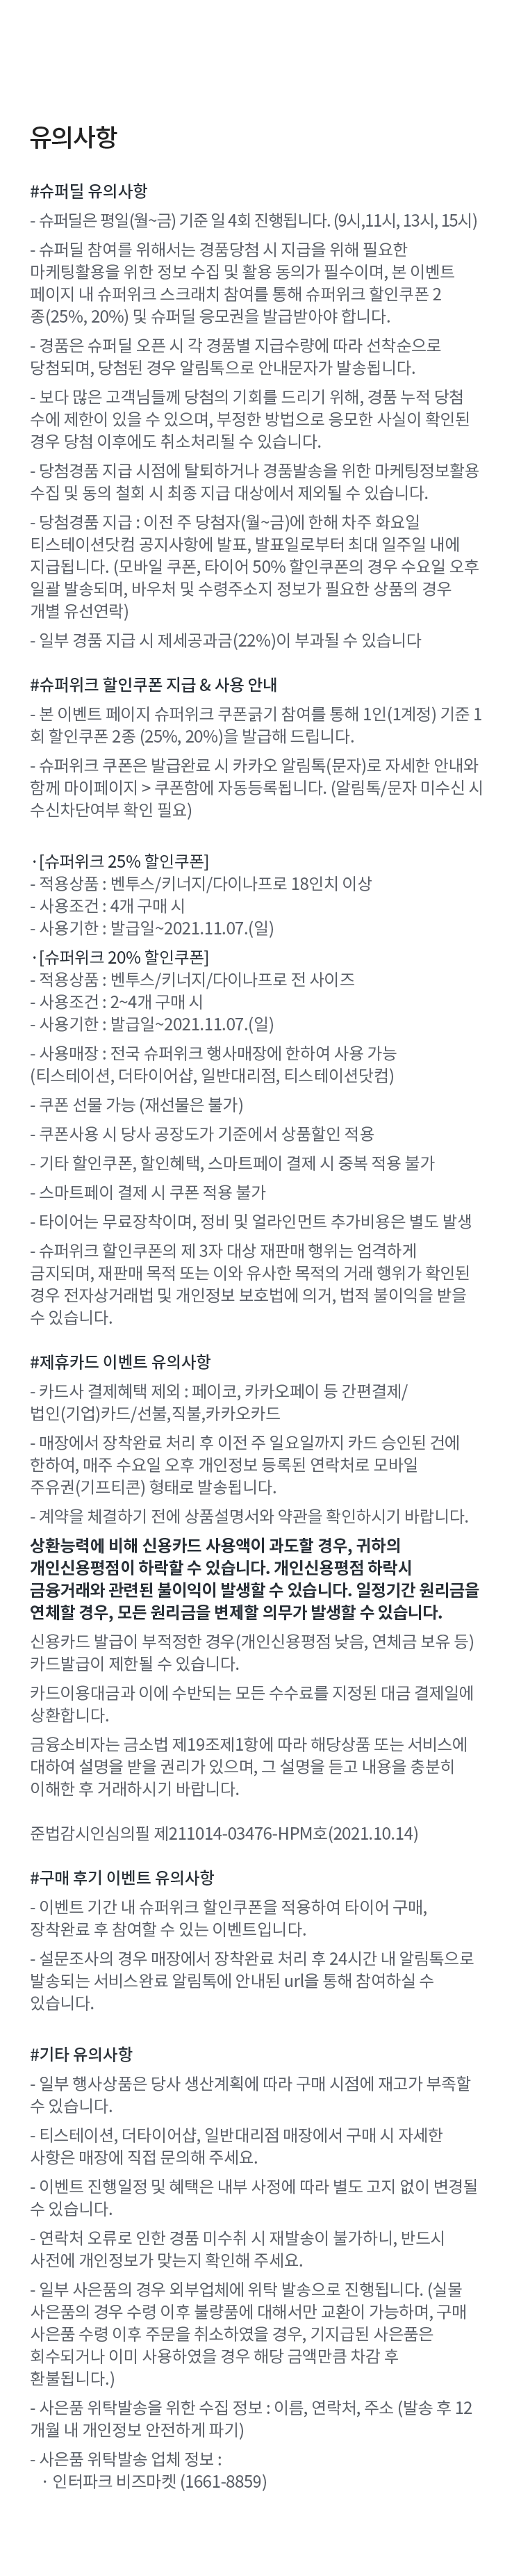 유의사항
#슈퍼딜 유의사항
- 슈퍼딜은 평일(월~금) 기준 일 4회 진행됩니다. (9시,11시, 13시, 15시)
- 슈퍼딜 참여를 위해서는 경품당첨 시 지급을 위해 필요한
마케팅활용을 위한 정보 수집 및 활용 동의가 필수이며, 본 이벤트
페이지 내 슈퍼위크 스크래치 참여를 통해 슈퍼위크 할인쿠폰 2
종(25%, 20%) 및 슈퍼딜 응모권을 발급받아야 합니다.
- 경품은 슈퍼딜 오픈 시 각 경품별 지급수량에 따라 선착순으로
당첨되며, 당첨된 경우 알림톡으로 안내문자가 발송됩니다.
- 보다 많은 고객님들께 당첨의 기회를 드리기 위해, 경품 누적 당첨
수에 제한이 있을 수 있으며, 부정한 방법으로 응모한 사실이 확인된
경우 당첨 이후에도 취소처리될 수 있습니다.
- 당첨경품 지급 시점에 탈퇴하거나 경품발송을 위한 마케팅정보활용
수집 및 동의 철회 시 최종 지급 대상에서 제외될 수 있습니다.
- 당첨경품 지급 : 이전 주 당첨자(월~금)에 한해 차주 화요일
티스테이션닷컴 공지사항에 발표, 발표일로부터 최대 일주일 내에
지급됩니다. (모바일 쿠폰, 타이어 50% 할인쿠폰의 경우 수요일 오후
일괄 발송되며, 바우처 및 수령주소지 정보가 필요한 상품의 경우
개별 유선연락)
- 일부 경품 지급 시 제세공과금(22%)이 부과될 수 있습니다
#슈퍼위크 할인쿠폰 지급 & 사용 안내
- 본 이벤트 페이지 슈퍼위크 쿠폰긁기 참여를 통해 1인(1계정) 기준 1
회 할인쿠폰 2종 (25%, 20%)을 발급해 드립니다.
- 슈퍼위크 쿠폰은 발급완료 시 카카오 알림톡(문자)로 자세한 안내와
함께 마이페이지 > 쿠폰함에 자동등록됩니다. (알림톡/문자 미수신 시
수신차단여부 확인 필요)
·[슈퍼위크 25% 할인쿠폰]
- 적용상품 : 벤투스/키너지/다이나프로 18인치 이상
- 사용조건 : 4개 구매 시
- 사용기한 : 발급일~2021.11.07.(일)
·[슈퍼위크 20% 할인쿠폰]
- 적용상품 : 벤투스/키너지/다이나프로 전 사이즈
- 사용조건 : 2~4개 구매 시
- 사용기한 : 발급일~2021.11.07.(일)
- 사용매장 : 전국 슈퍼위크 행사매장에 한하여 사용 가능
(티스테이션, 더타이어샵, 일반대리점, 티스테이션닷컴)
- 쿠폰 선물 가능 (재선물은 불가)
- 쿠폰사용 시 당사 공장도가 기준에서 상품할인 적용
- 기타 할인쿠폰, 할인혜택, 스마트페이 결제 시 중복 적용 불가
- 스마트페이 결제 시 쿠폰 적용 불가
- 타이어는 무료장착이며, 정비 및 얼라인먼트 추가비용은 별도 발생
- 슈퍼위크 할인쿠폰의 제 3자 대상 재판매 행위는 엄격하게
금지되며, 재판매 목적 또는 이와 유사한 목적의 거래 행위가 확인된
경우 전자상거래법 및 개인정보 보호법에 의거, 법적 불이익을 받을
수 있습니다.
#제휴카드 이벤트 유의사항
- 카드사 결제혜택 제외 : 페이코, 카카오페이 등 간편결제/
법인(기업)카드/선불,직불,카카오카드
- 매장에서 장착완료 처리 후 이전 주 일요일까지 카드 승인된 건에
한하여, 매주 수요일 오후 개인정보 등록된 연락처로 모바일
주유권(기프티콘) 형태로 발송됩니다.
- 계약을 체결하기 전에 상품설명서와 약관을 확인하시기 바랍니다.
상환능력에 비해 신용카드 사용액이 과도할 경우, 귀하의
개인신용평점이 하락할 수 있습니다. 개인신용평점 하락시
금융거래와 관련된 불이익이 발생할 수 있습니다. 일정기간 원리금을
연체할 경우, 모든 원리금을 변제할 의무가 발생할 수 있습니다.
신용카드 발급이 부적정한 경우(개인신용평점 낮음, 연체금 보유 등)
카드발급이 제한될 수 있습니다.
카드이용대금과 이에 수반되는 모든 수수료를 지정된 대금 결제일에
상환합니다.
금융소비자는 금소법 제19조제1항에 따라 해당상품 또는 서비스에
대하여 설명을 받을 권리가 있으며, 그 설명을 듣고 내용을 충분히
이해한 후 거래하시기 바랍니다.
준법감시인심의필 제211014-03476-HPM호(2021.10.14)
#구매 후기 이벤트 유의사항
- 이벤트 기간 내 슈퍼위크 할인쿠폰을 적용하여 타이어 구매,
장착완료 후 참여할 수 있는 이벤트입니다.
- 설문조사의 경우 매장에서 장착완료 처리 후 24시간 내 알림톡으로
발송되는 서비스완료 알림톡에 안내된 url을 통해 참여하실 수
있습니다.
#기타 유의사항
- 일부 행사상품은 당사 생산계획에 따라 구매 시점에 재고가 부족할
수 있습니다.
- 티스테이션, 더타이어샵, 일반대리점 매장에서 구매 시 자세한
사항은 매장에 직접 문의해 주세요.
- 이벤트 진행일정 및 혜택은 내부 사정에 따라 별도 고지 없이 변경될
수 있습니다.
- 연락처 오류로 인한 경품 미수취 시 재발송이 불가하니, 반드시
사전에 개인정보가 맞는지 확인해 주세요.
- 일부 사은품의 경우 외부업체에 위탁 발송으로 진행됩니다. (실물
사은품의 경우 수령 이후 불량품에 대해서만 교환이 가능하며, 구매
사은품 수령 이후 주문을 취소하였을 경우, 기지급된 사은품은
회수되거나 이미 사용하였을 경우 해당 금액만큼 차감 후
환불됩니다.)
- 사은품 위탁발송을 위한 수집 정보 : 이름, 연락처, 주소 (발송 후 12
개월 내 개인정보 안전하게 파기)
- 사은품 위탁발송 업체 정보 :
· 인터파크 비즈마켓 (1661-8859)